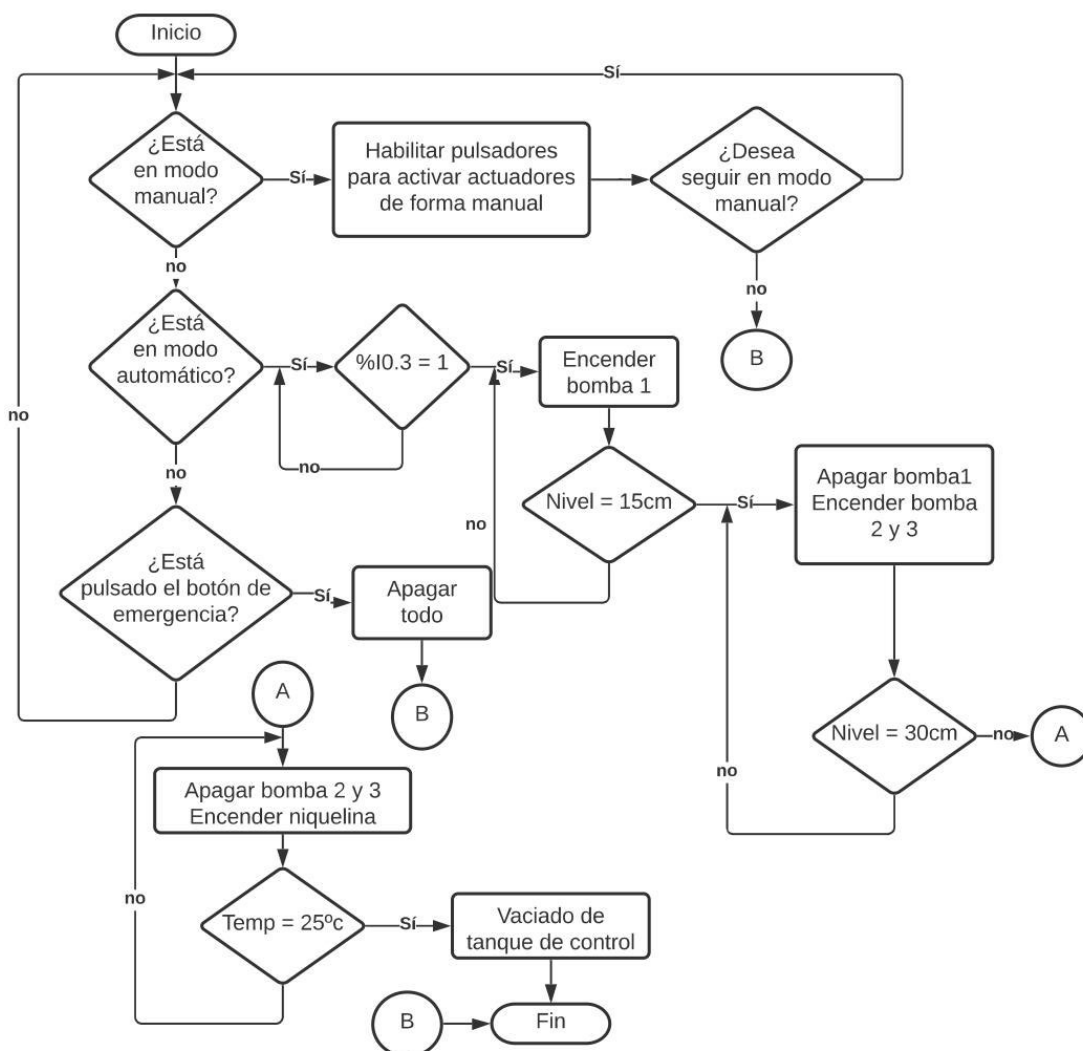 Inicio
Sí
¿Está
en modo
manual?
Sí
Habilitar pulsadores
para activar actuadores
de forma manual
¿Desea
seguir en modo
manual?
no
no
B
¿Está
en modo
automático?
Sí
%I0.3 = 1
no
Sí
Encender
bomba 1
no
no
Nivel = 15cm
no
Sí
Apagar bomba1
Encender bomba
2 y 3
¿Está
pulsado el botón de
emergencia?
Sí
Apagar
todo
B
Nivel = 30cm
no
A
no
A
Apagar bomba 2 y 3
Encender niquelina
no
Temp = 25ºc
Sí
Vaciado de
tanque de control
B
Fin